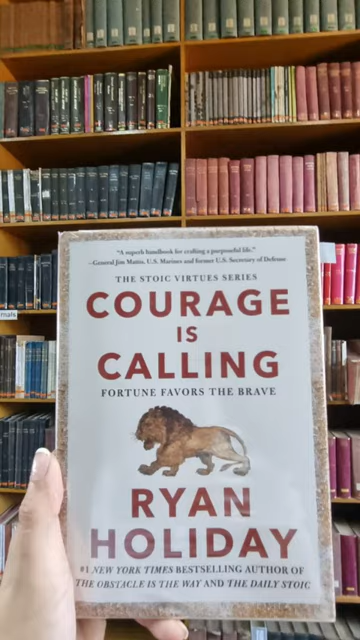 "A superb handbook for crafting a purposeful life."
–General Jim Mattis, U.S. Marines and former U.S. Secretary of Defense
THE STOIC VIRTUES SERIES
COURAGE
IS
CALLING
FORTUNE FAVORS THE BRAVE
RYAN
HOLIDAY
#1 NEW YORK TIMES BESTSELLING AUTHOR OF
THE OBSTACLE IS THE WAY AND THE DAILY STOIC